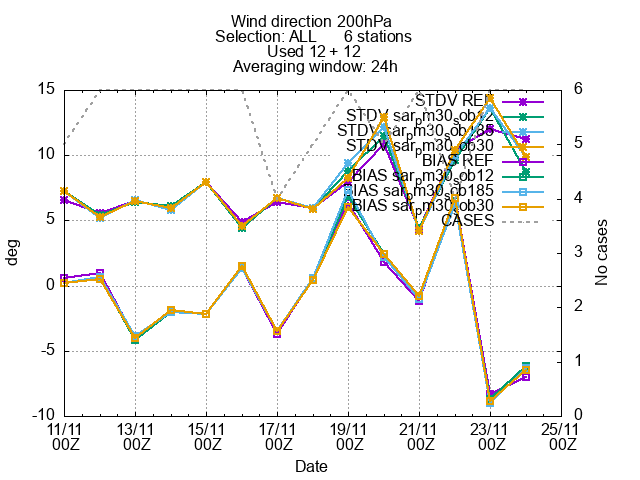 Wind direction 200hPa
Selection: ALL 6 stations
Used 12 + 12
Averaging window: 24h
STDV REF
STDV sar_pm30_sob12
STDV sar_pm30_sob185
STDV sar_pm30_sob30
BIAS REF
BIAS sar_pm30_sob12
BIAS sar_pm30_sob185
BIAS sar_pm30_sob30
CASES
15
10
5
0
-5
-10
deg
6
5
4
3
2
1
0
No cases
11/11 13/11 15/11 17/11 19/11 21/11 23/11 25/11
00Z 00Z 00Z 00Z 00Z 00Z 00Z 00Z
Date